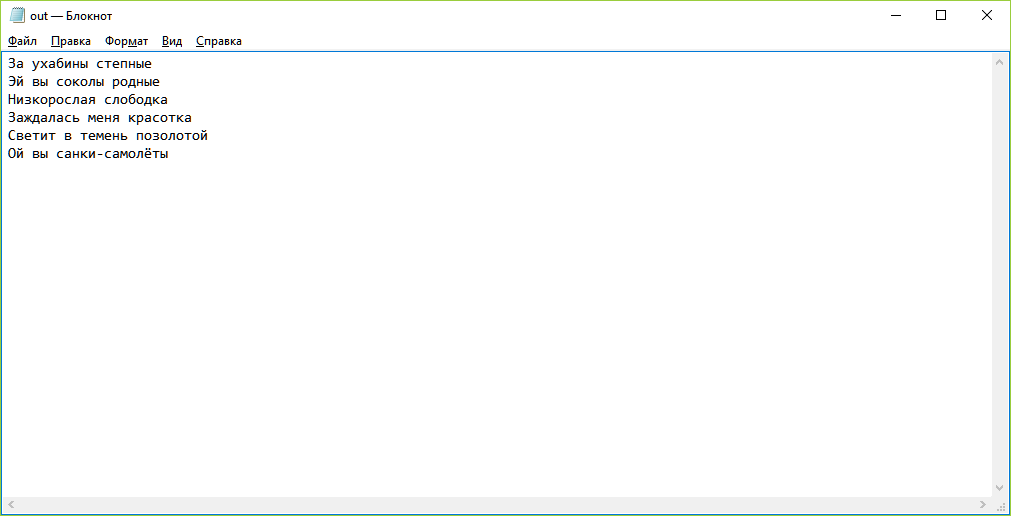 out — Блокнот
Файл Правка Формат Вид Справка
За ухабины степные
Эй вы соколы родные
Низкорослая слободка
Заждалась меня красотка
Светит в темень позолотой
Ой вы санки-самолёты